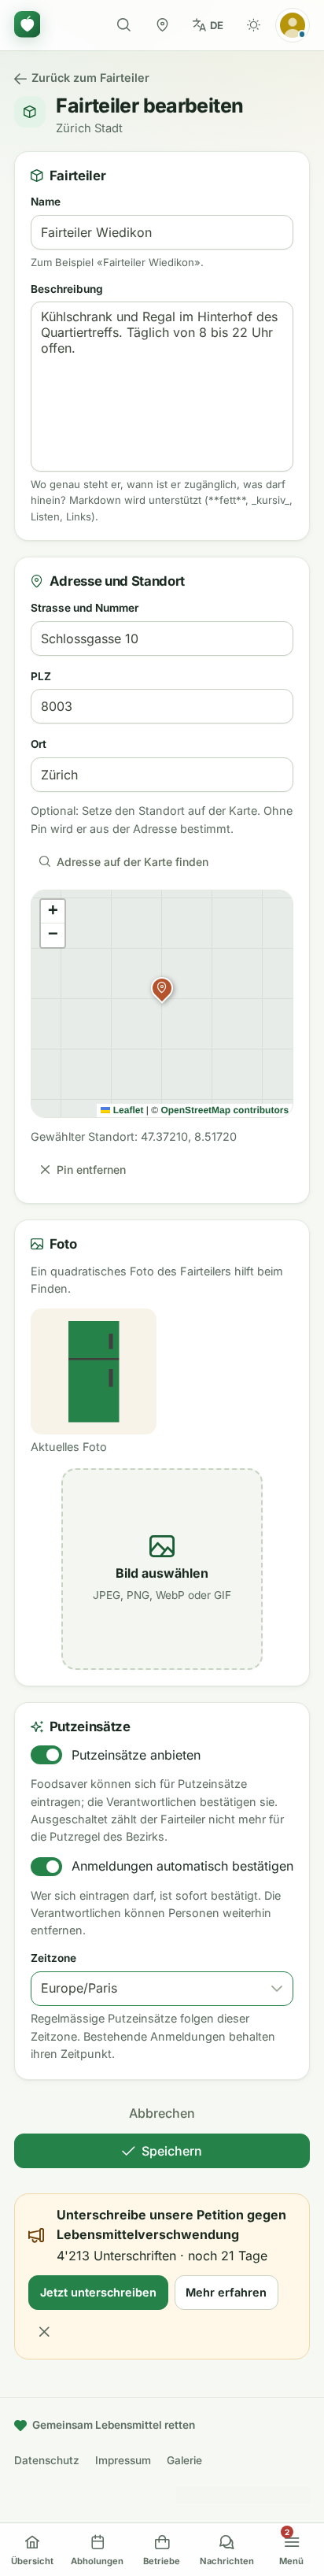 DE
Zurück zum Fairteiler
Fairteiler bearbeiten
Zürich Stadt
Fairteiler
Name
Fairteiler Wiedikon
Zum Beispiel «Fairteiler Wiedikon».
Beschreibung
Kühlschrank und Regal im Hinterhof des
Quartiertreffs. Täglich von 8 bis 22 Uhr
offen.
Wo genau steht er, wann ist er zugänglich, was darf
hinein? Markdown wird unterstützt (**fett**, _kursiv_,
Listen, Links).
Adresse und Standort
Strasse und Nummer
Schlossgasse 10
PLZ
8003
Ort
Zürich
Optional: Setze den Standort auf der Karte. Ohne
Pin wird er aus der Adresse bestimmt.
Adresse auf der Karte finden
+
−
Leaflet | © OpenStreetMap contributors
Gewählter Standort: 47.37210, 8.51720
Pin entfernen
Foto
Ein quadratisches Foto des Fairteilers hilft beim
Finden.
Aktuelles Foto
Bild auswählen
JPEG, PNG, WebP oder GIF
Putzeinsätze
Putzeinsätze anbieten
Foodsaver können sich für Putzeinsätze
eintragen; die Verantwortlichen bestätigen sie.
Ausgeschaltet zählt der Fairteiler nicht mehr für
die Putzregel des Bezirks.
Anmeldungen automatisch bestätigen
Wer sich eintragen darf, ist sofort bestätigt. Die
Verantwortlichen können Personen weiterhin
entfernen.
Zeitzone
Europe/Paris
Regelmässige Putzeinsätze folgen dieser
Zeitzone. Bestehende Anmeldungen behalten
ihren Zeitpunkt.
Abbrechen
Speichern
Unterschreibe unsere Petition gegen
Lebensmittelverschwendung
4'213 Unterschriften · noch 21 Tage
Jetzt unterschreiben
Mehr erfahren
Gemeinsam Lebensmittel retten
Datenschutz Impressum Galerie
2
Übersicht Abholungen Betriebe Nachrichten Menü